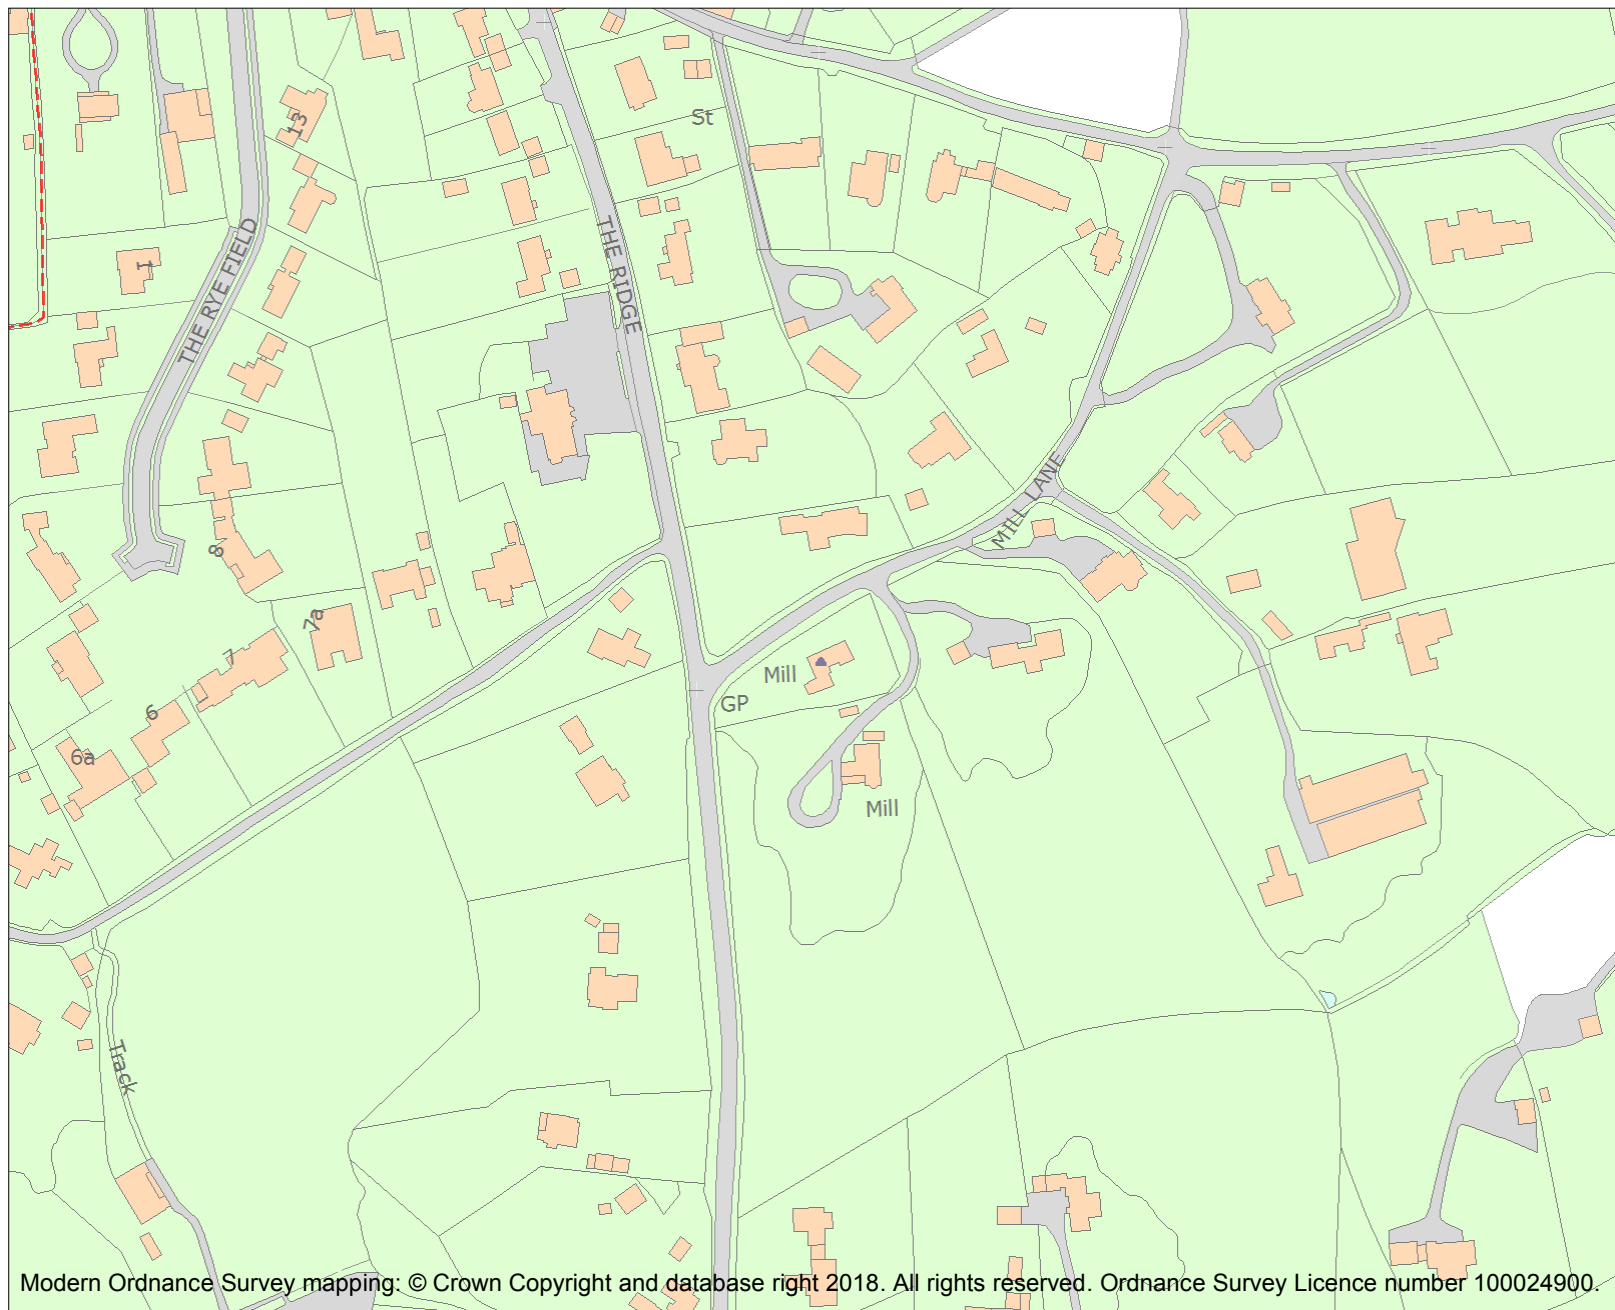 13
St
THE RYE FIELD
1
THE RIDGE
MILL LANE
8
7a
7
6
6a
Mill
GP
Mill
Track
Modern Ordnance Survey mapping: © Crown Copyright and database right 2018. All rights reserved. Ordnance Survey Licence number 100024900.